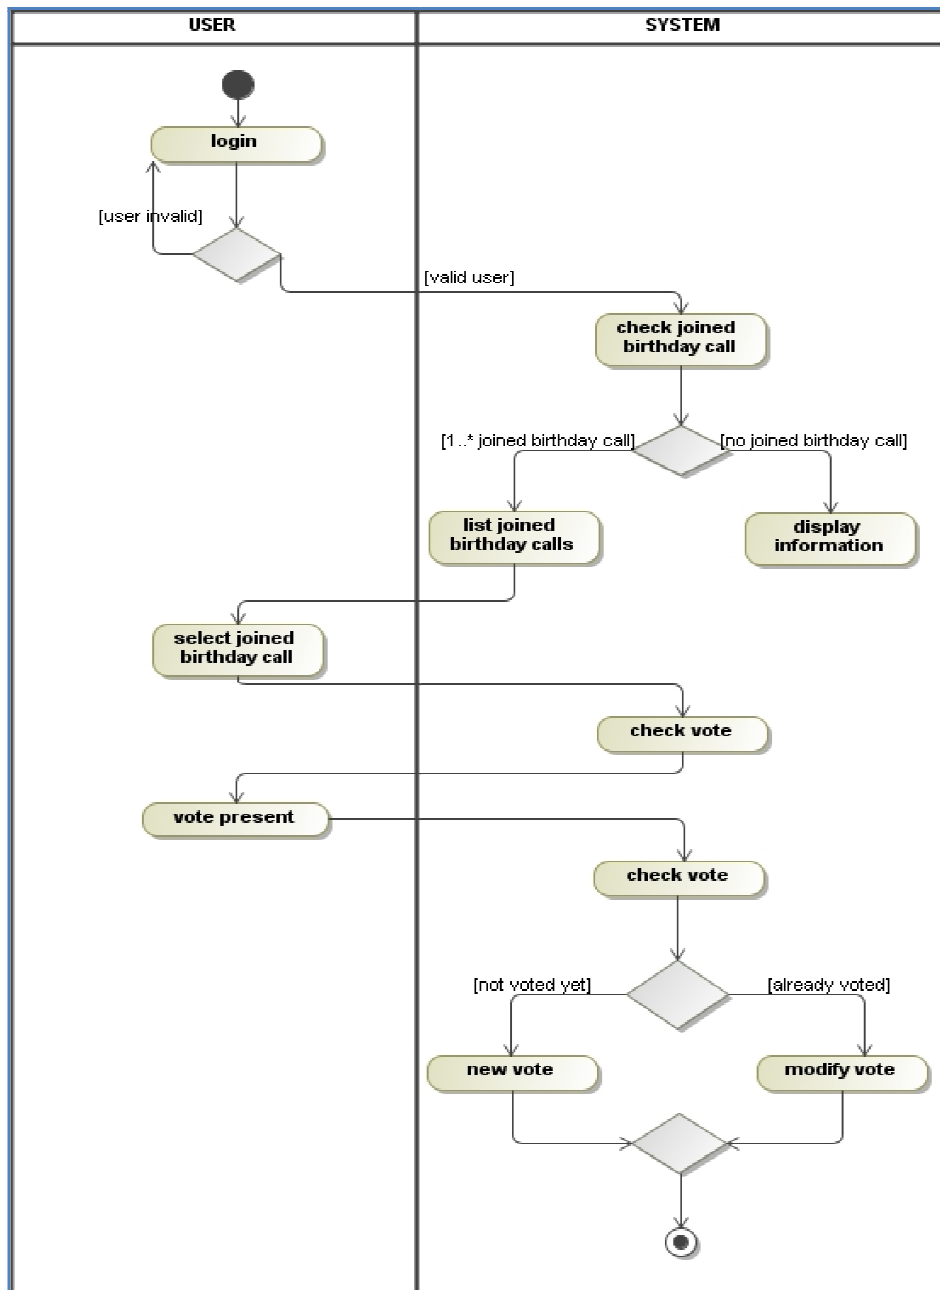 USER
SYSTEM
login
[user invalid]
[valid user]
check joined
birthday call
[1..* joined birthday call]
[no joined birthday call]
list joined
birthday calls
display
information
select joined
birthday call
check vote
vote present
check vote
[not voted yet]
[already voted]
new vote
modify vote